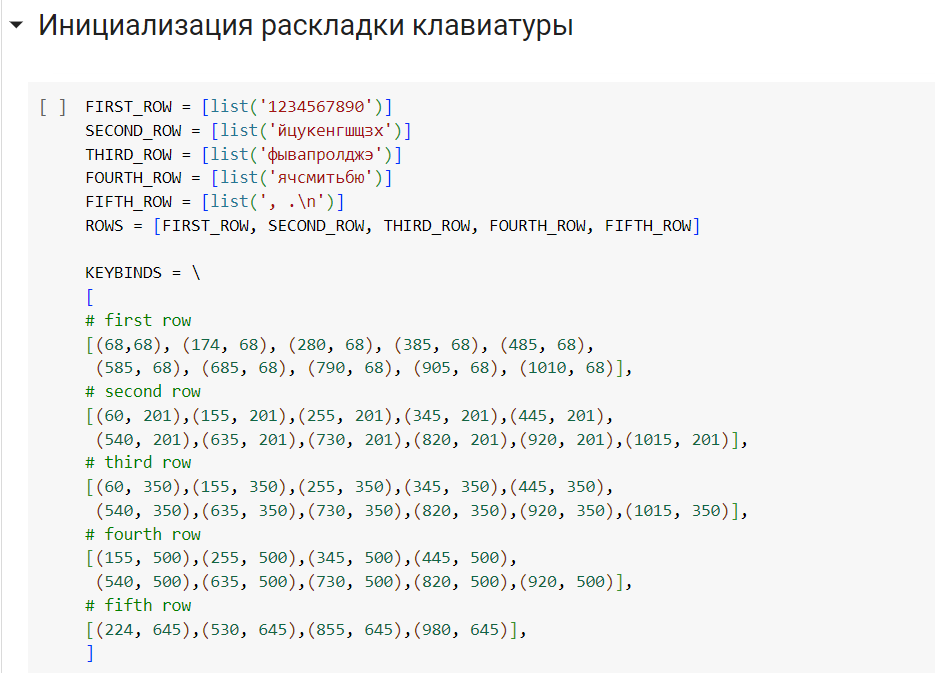 Инициализация раскладки клавиатуры
[ ] FIRST_ROW = [list('1234567890')]
SECOND_ROW = [list('йцукенгшщзх')]
THIRD_ROW = [list('фывапролджэ')]
FOURTH_ROW = [list('ячсмитьбю')]
FIFTH_ROW = [list(', .\n')]
ROWS = [FIRST_ROW, SECOND_ROW, THIRD_ROW, FOURTH_ROW, FIFTH_ROW]
KEYBINDS = \
[
# first row
[(68,68), (174, 68), (280, 68), (385, 68), (485, 68),
(585, 68), (685, 68), (790, 68), (905, 68), (1010, 68)],
# second row
[(60, 201),(155, 201),(255, 201),(345, 201),(445, 201),
(540, 201),(635, 201),(730, 201),(820, 201),(920, 201),(1015, 201)],
# third row
[(60, 350),(155, 350),(255, 350),(345, 350),(445, 350),
(540, 350),(635, 350),(730, 350),(820, 350),(920, 350),(1015, 350)],
# fourth row
[(155, 500),(255, 500),(345, 500),(445, 500),
(540, 500),(635, 500),(730, 500),(820, 500),(920, 500)],
# fifth row
[(224, 645),(530, 645),(855, 645),(980, 645)],
]